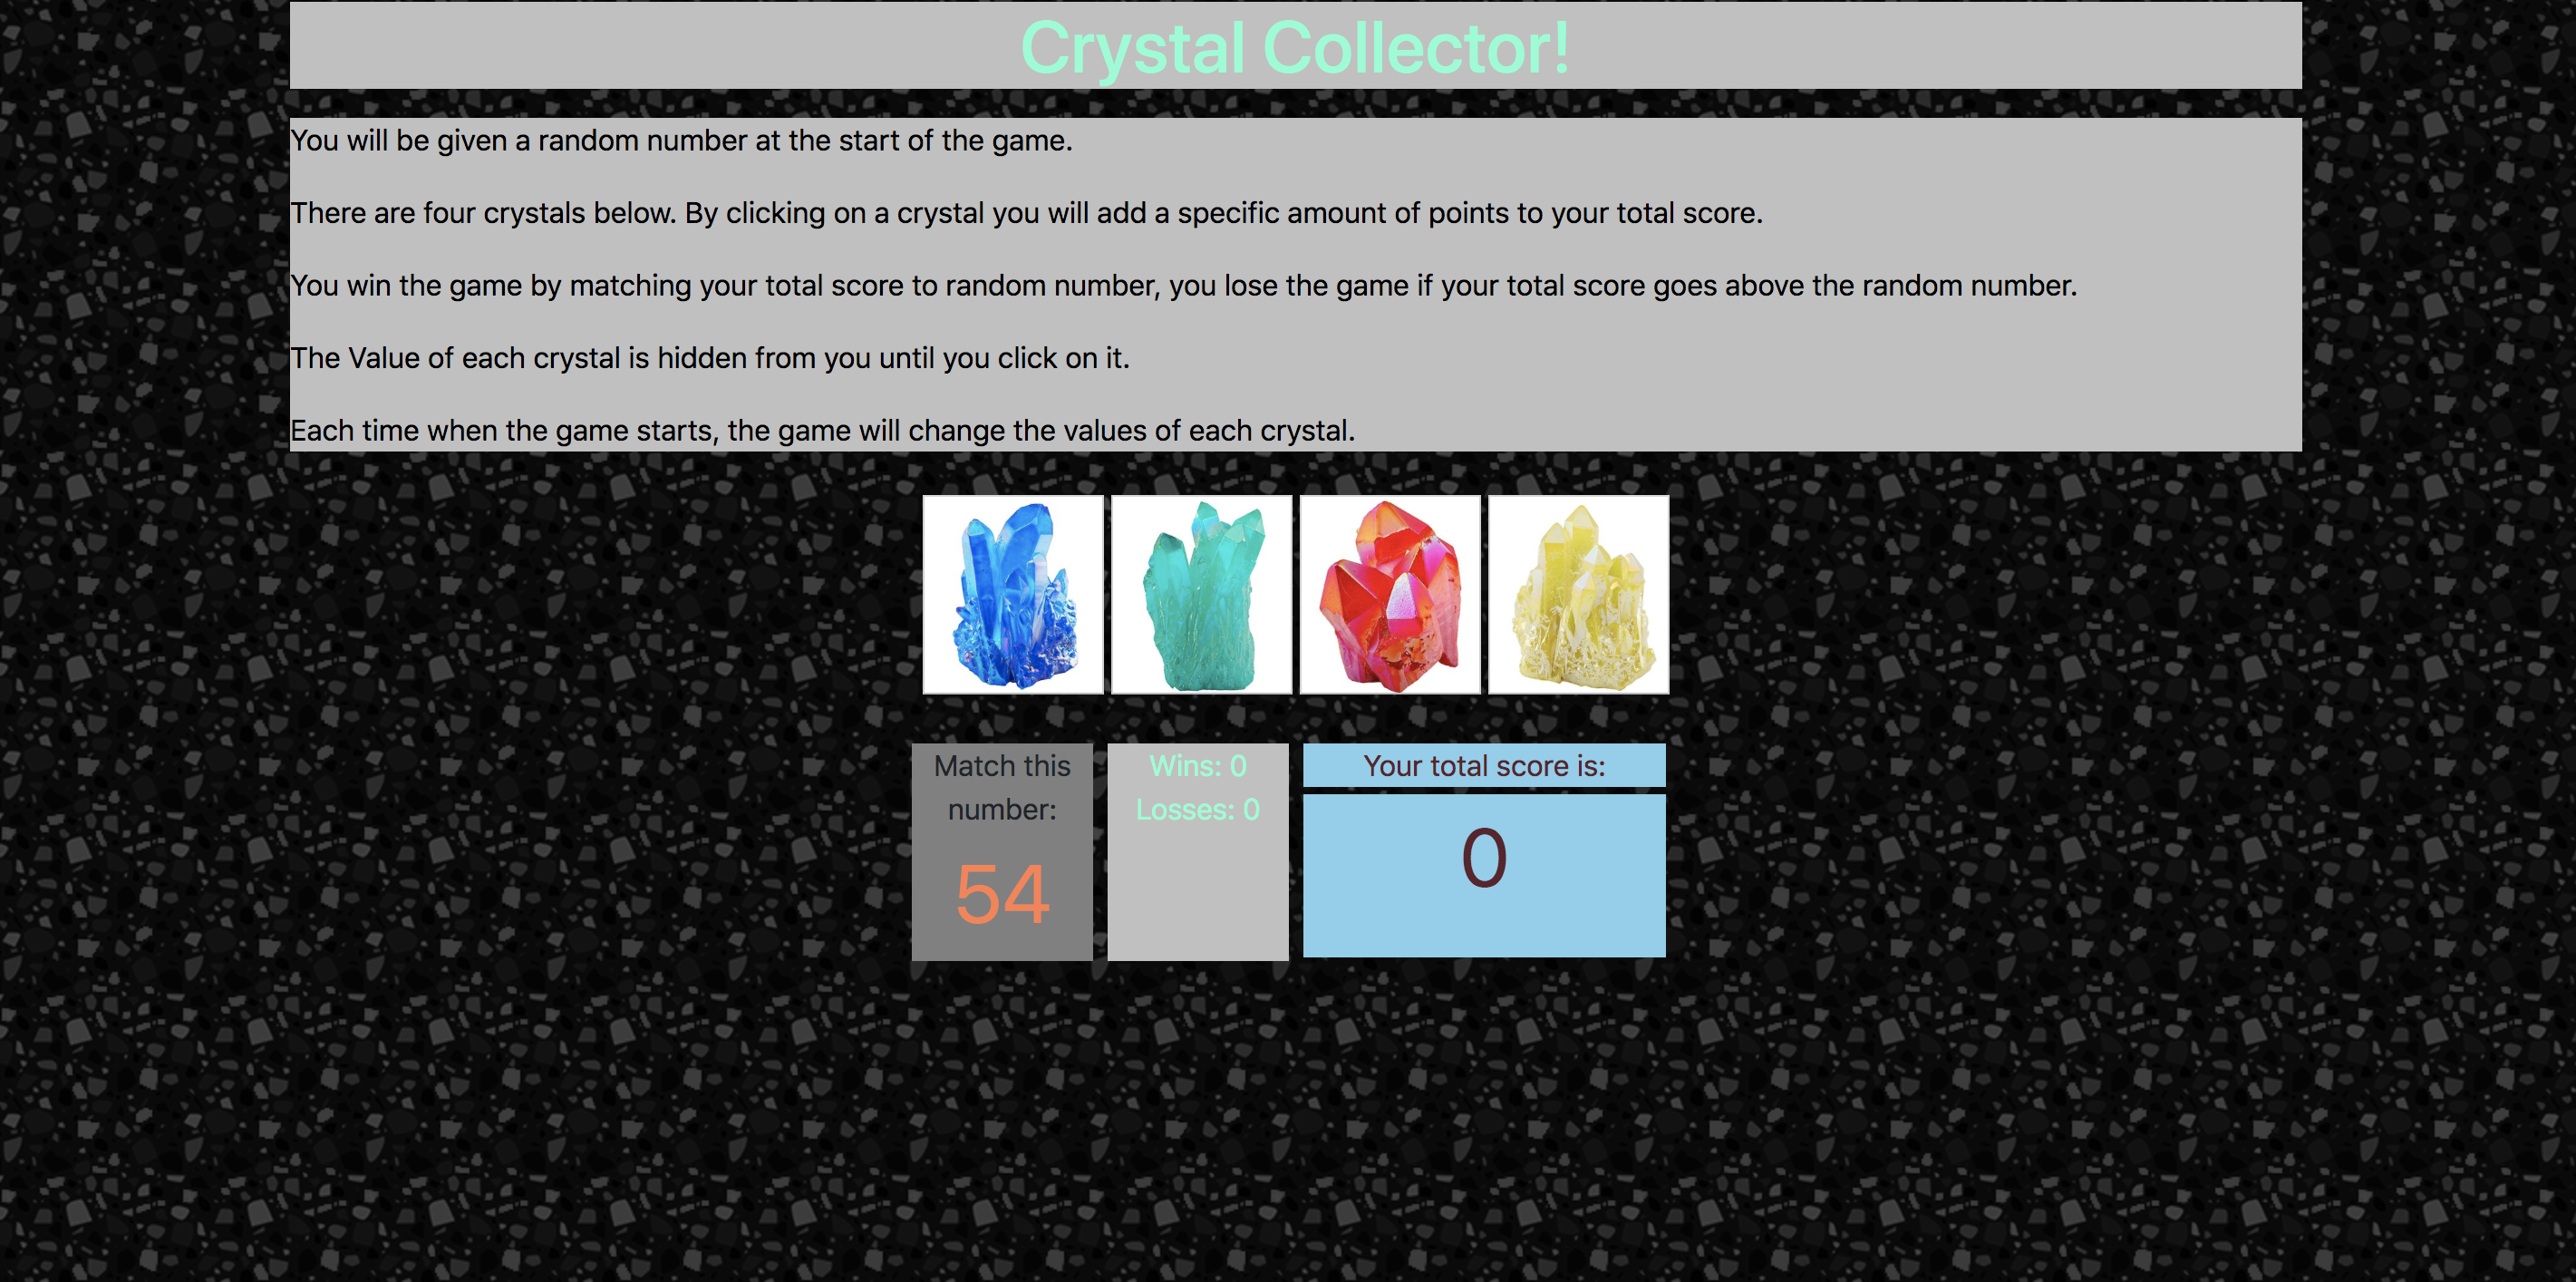 Crystal Collector!
You will be given a random number at the start of the game.
There are four crystals below. By clicking on a crystal you will add a specific amount of points to your total score.
You win the game by matching your total score to random number, you lose the game if your total score goes above the random number.
The Value of each crystal is hidden from you until you click on it.
Each time when the game starts, the game will change the values of each crystal.
Match this
number:
54
Wins: 0
Losses: 0
Your total score is:
0